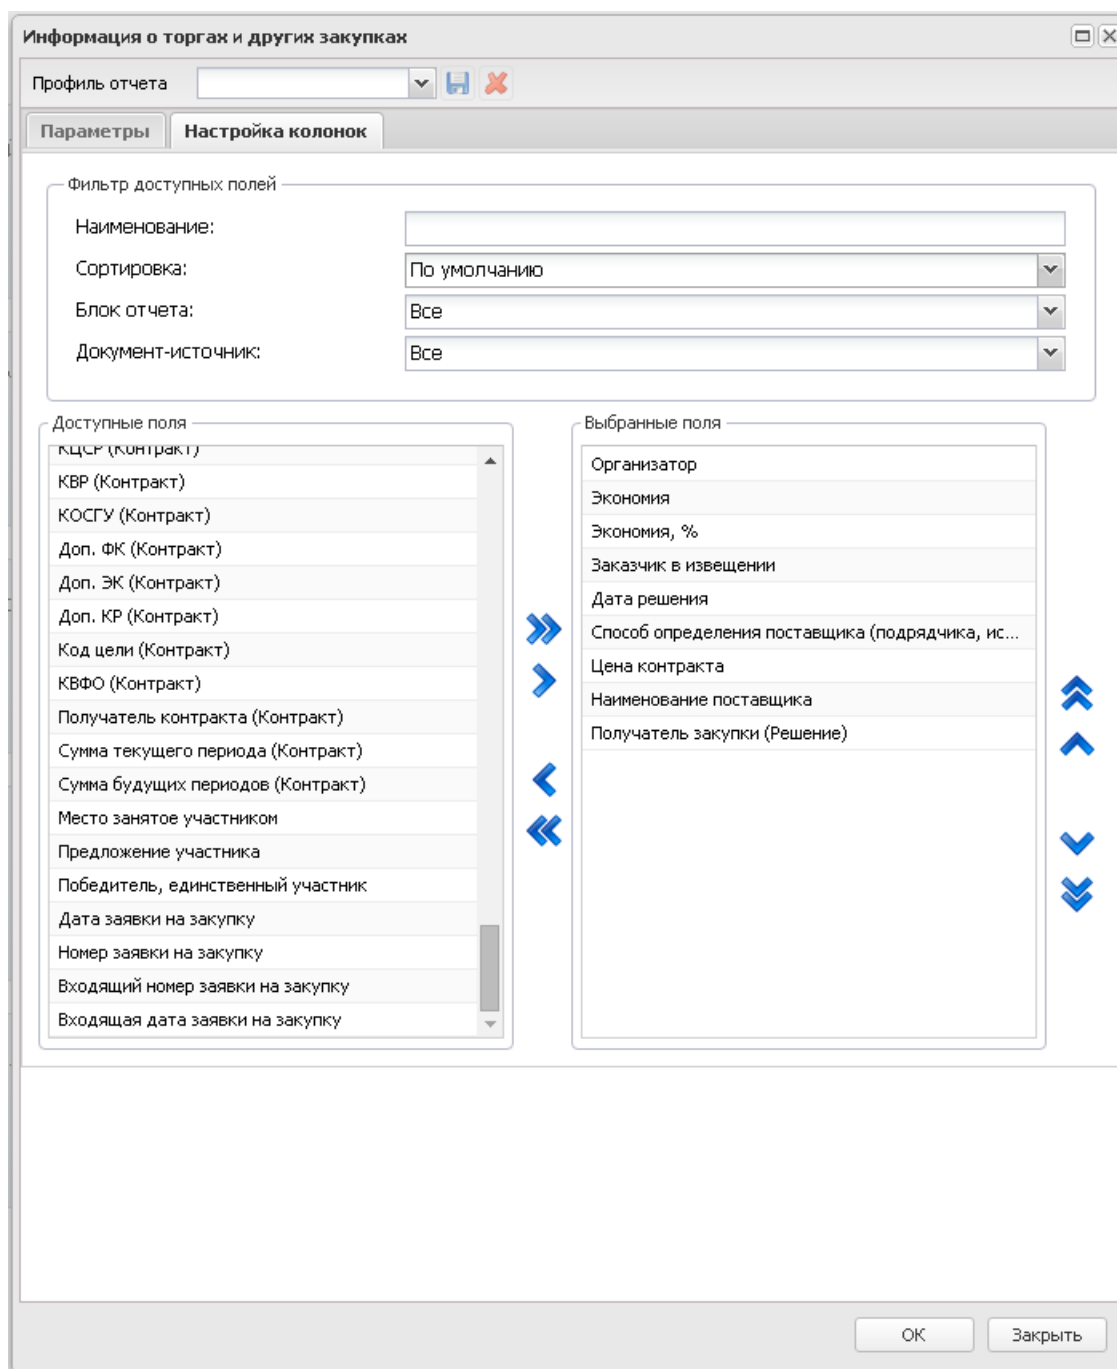 Информация о торгах и других закупках
Профиль отчета
Параметры
Настройка колонок
Фильтр доступных полей
Наименование:
Сортировка:
По умолчанию
Блок отчета:
Все
Документ-источник:
Все
Доступные поля
КЦСР (Контракт)
КВР (Контракт)
КОСГУ (Контракт)
Доп. ФК (Контракт)
Доп. ЭК (Контракт)
Доп. КР (Контракт)
Код цели (Контракт)
КВФО (Контракт)
Получатель контракта (Контракт)
Сумма текущего периода (Контракт)
Сумма будущих периодов (Контракт)
Место занятое участником
Предложение участника
Победитель, единственный участник
Дата заявки на закупку
Номер заявки на закупку
Входящий номер заявки на закупку
Входящая дата заявки на закупку
Выбранные поля
Организатор
Экономия
Экономия, %
Заказчик в извещении
Дата решения
Способ определения поставщика (подрядчика, ис...
Цена контракта
Наименование поставщика
Получатель закупки (Решение)
ОК
Закрыть